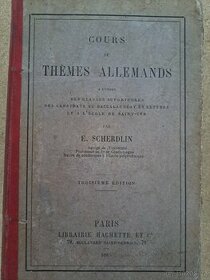 COURS
DE
THÈMES ALLEMANDS
A L'USAGE
DES CLASSES SUPÉRIEURES
DES CANDIDATS AU BACCALAURÉAT ÈS LETTRES
ET A L'ÉCOLE DE SAINT-CYR
PAR
E. SCHERDLIN
TROISIÈME ÉDITION
PARIS
LIBRAIRIE HACHETTE ET Cie
79, BOULEVARD SAINT-GERMAIN, 79